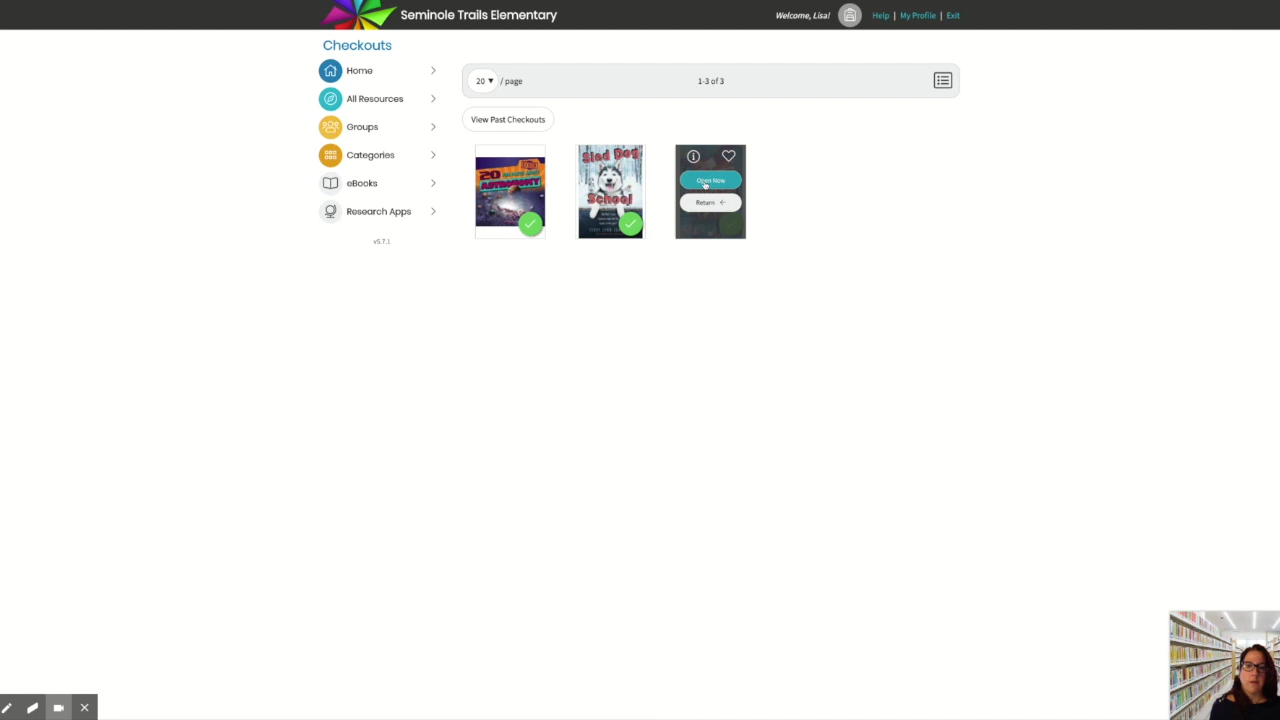 Seminole Trails Elementary
Welcome, Lisa!
Help | My Profile | Exit
Checkouts
Home
All Resources
Groups
Categories
eBooks
Research Apps
v5.7.1
20 ▼ / page
1-3 of 3
View Past Checkouts
20
Sled Dog
School
Open Now
Return ←